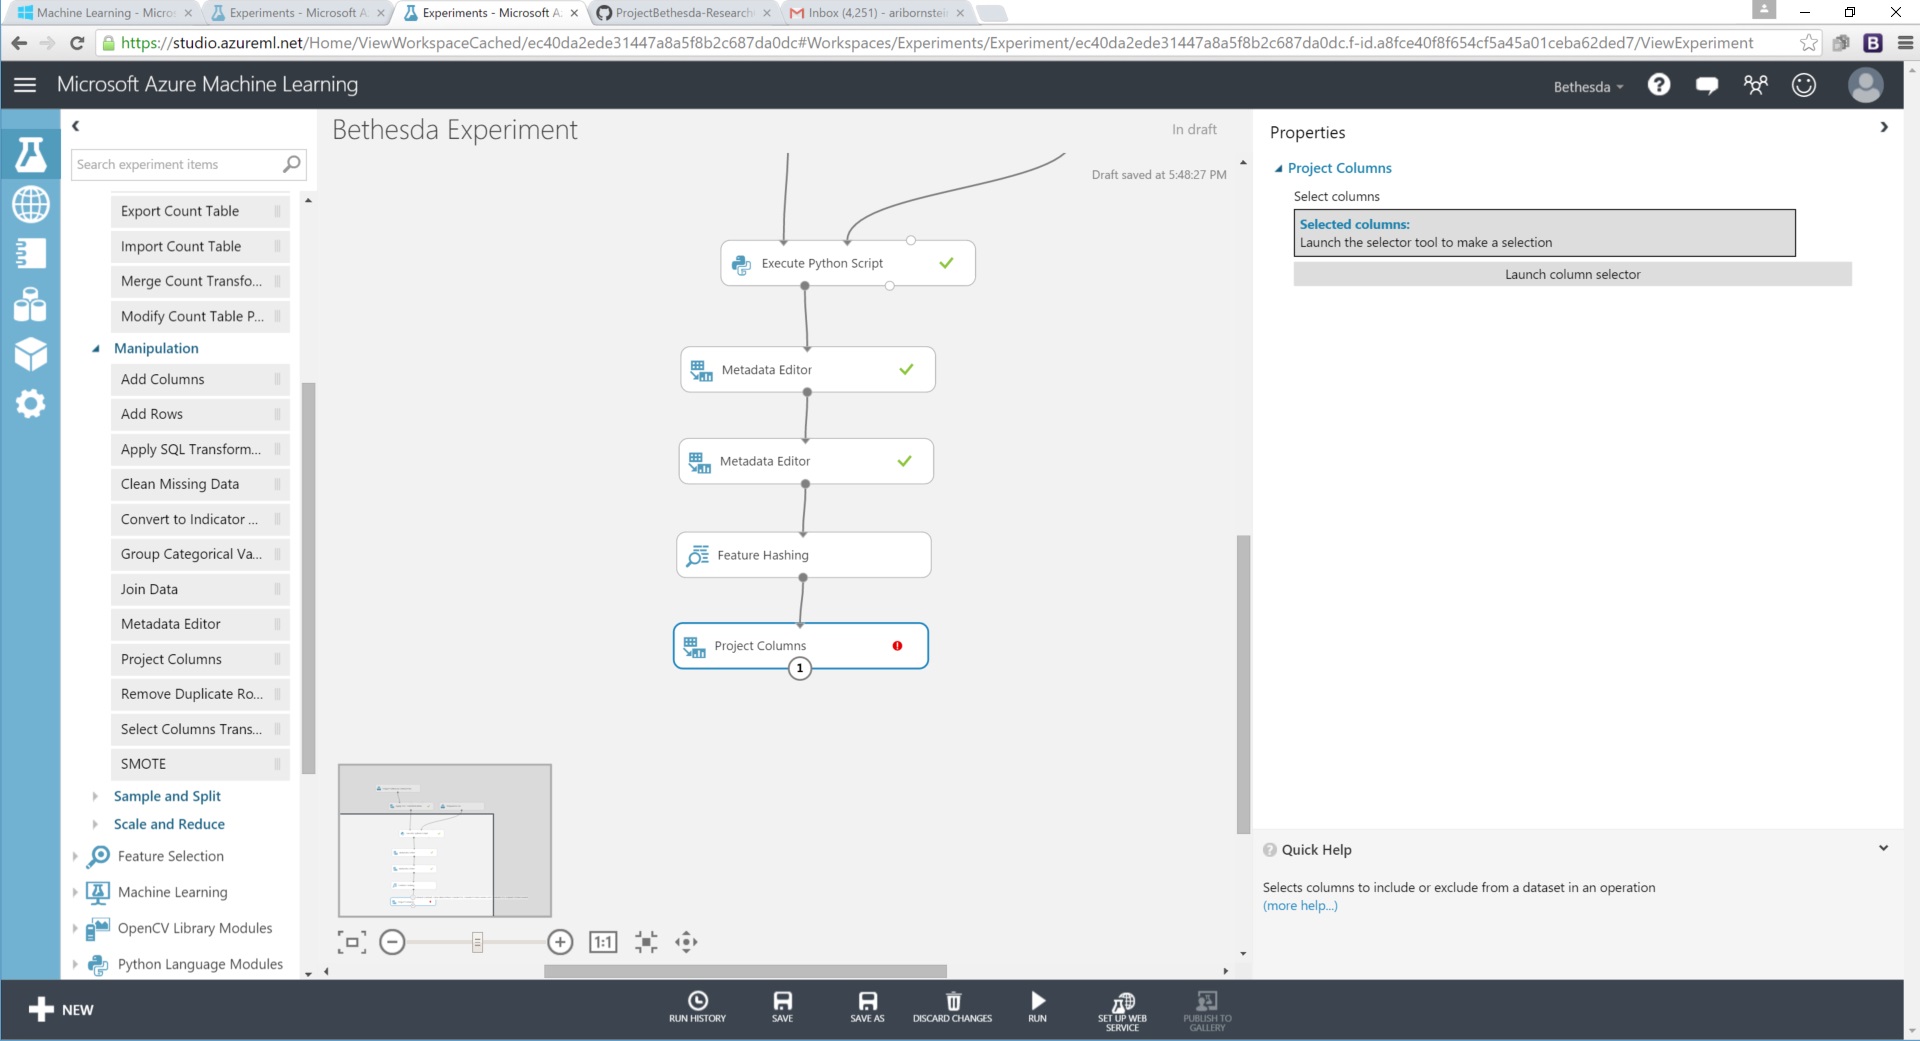 Machine Learning - Micros
Experiments - Microsoft A
Experiments - Microsoft A
ProjectBethesda-Research
Inbox (4,251) - aribornstei
https://studio.azureml.net/Home/ViewWorkspaceCached/ec40da2ede31447a8a5f8b2c687da0dc#Workspaces/Experiments/Experiment/ec40da2ede31447a8a5f8b2c687da0dc.f-id.a8fce40f8f654cf5a45a01ceba62ded7/ViewExperiment
B
Microsoft Azure Machine Learning
Bethesda
?
Search experiment items
Export Count Table
Import Count Table
Merge Count Transfo...
Modify Count Table P...
Manipulation
Add Columns
Add Rows
Apply SQL Transform...
Clean Missing Data
Convert to Indicator ...
Group Categorical Va...
Join Data
Metadata Editor
Project Columns
Remove Duplicate Ro...
Select Columns Trans...
SMOTE
Sample and Split
Scale and Reduce
Feature Selection
Machine Learning
OpenCV Library Modules
Python Language Modules
Bethesda Experiment
In draft
Draft saved at 5:48:27 PM
Execute Python Script
Metadata Editor
Metadata Editor
Feature Hashing
Project Columns
1
1:1
Properties
Project Columns
Select columns
Selected columns:
Launch the selector tool to make a selection
Launch column selector
? Quick Help
Selects columns to include or exclude from a dataset in an operation
(more help...)
NEW
RUN HISTORY
SAVE
SAVE AS
DISCARD CHANGES
RUN
SET UP WEB
SERVICE
PUBLISH TO
GALLERY